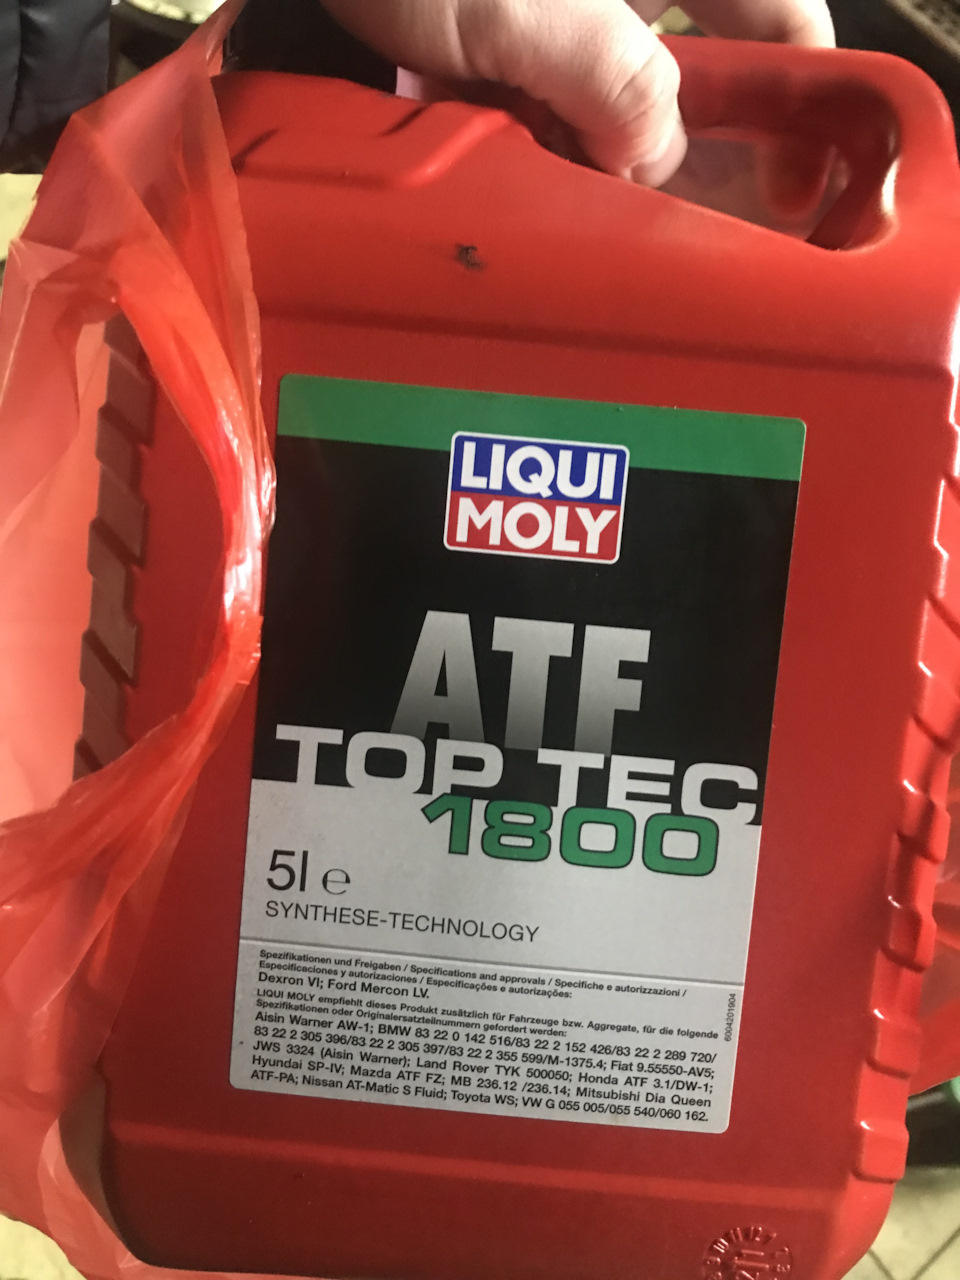 LIQUI
MOLY
ATF
TOP TEC
1800
5l e
SYNTHESE-TECHNOLOGY
Spezifikationen und Freigaben / Specifications and approvals / Specifiche e autorizzazioni /
Especificaciones y autorizaciones / Especificações e autorizações:
Dexron VI; Ford Mercon LV.
LIQUI MOLY empfiehlt dieses Produkt zusätzlich für Fahrzeuge bzw. Aggregate, für die folgende
Spezifikationen oder Originalersatzteilnummern gefordert werden:
Aisin Warner AW-1; BMW 83 22 0 142 516/83 22 2 152 426/83 22 2 289 720/
83 22 2 305 396/83 22 2 305 397/83 22 2 355 599/M-1375.4; Fiat 9.55550-AV5;
JWS 3324 (Aisin Warner); Land Rover TYK 500050; Honda ATF 3.1/DW-1;
Hyundai SP-IV; Mazda ATF FZ; MB 236.12 /236.14; Mitsubishi Dia Queen
ATF-PA; Nissan AT-Matic S Fluid; Toyota WS; VW G 055 005/055 540/060 162.
6004201904